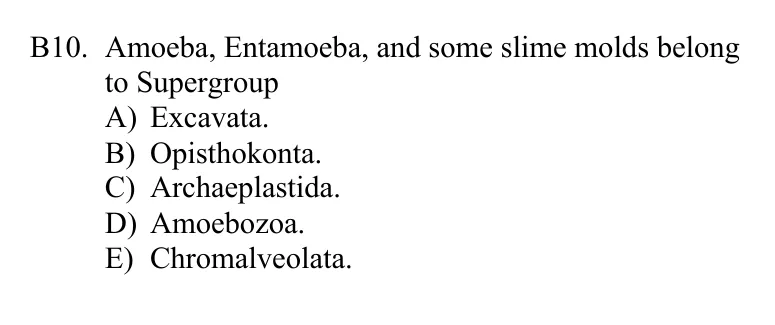 B10. Amoeba, Entamoeba, and some slime molds belong
to Supergroup
A) Excavata.
B) Opisthokonta.
C) Archaeplastida.
D) Amoebozoa.
E) Chromalveolata.